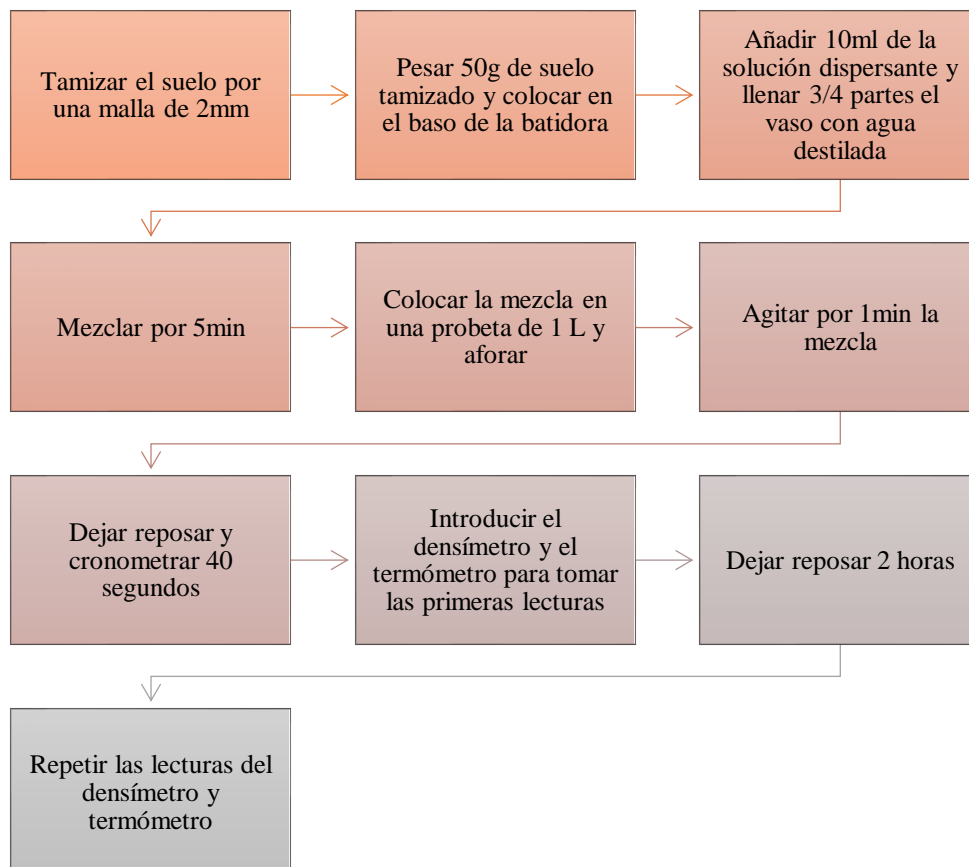 Tamizar el suelo por
una malla de 2mm
Pesar 50g de suelo
tamizado y colocar en
el baso de la batidora
Añadir 10ml de la
solución dispersante y
llenar 3/4 partes el
vaso con agua
destilada
Mezclar por 5min
Colocar la mezcla en
una probeta de 1 L y
aforar
Agitar por 1min la
mezcla
Dejar reposar y
cronometrar 40
segundos
Introducir el
densímetro y el
termómetro para tomar
las primeras lecturas
Dejar reposar 2 horas
Repetir las lecturas del
densímetro y
termómetro